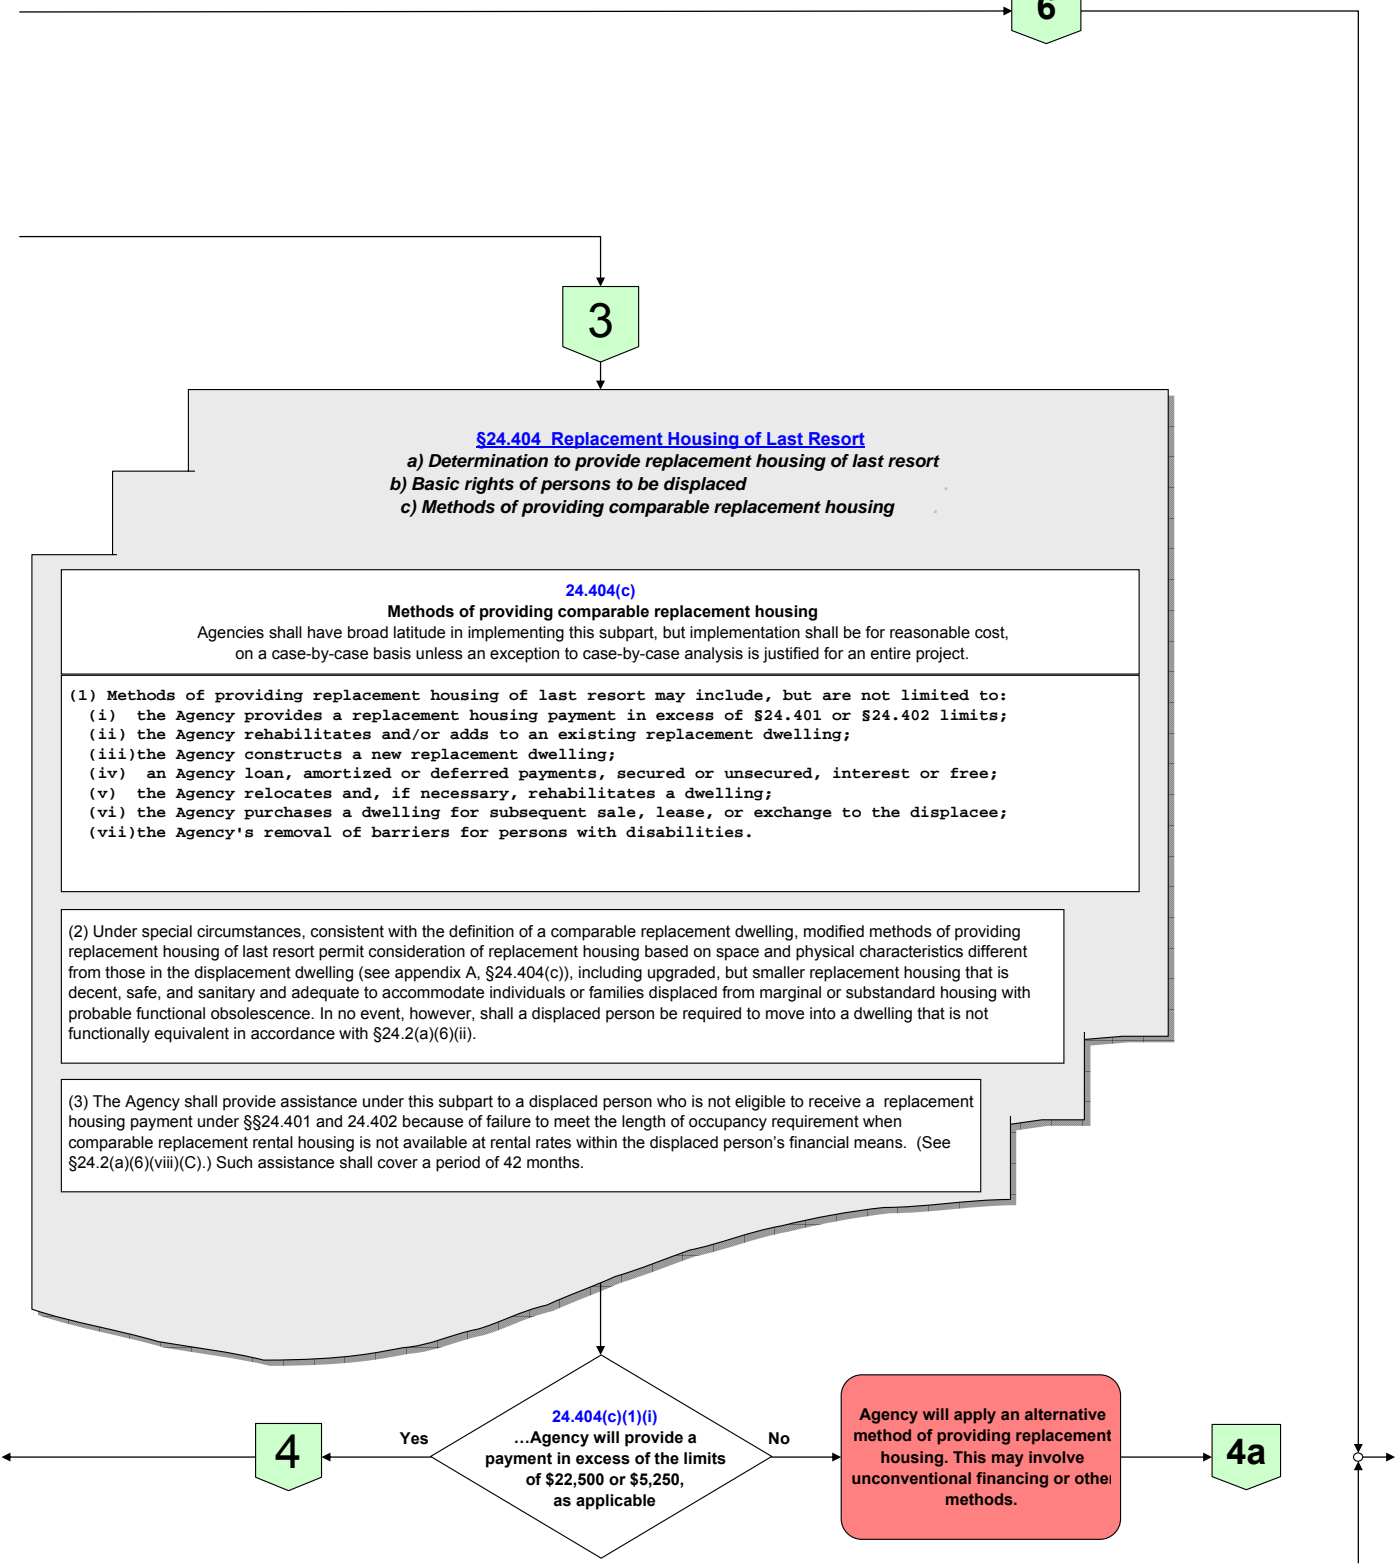 6
3
§24.404  Replacement Housing of Last Resort
a) Determination to provide replacement housing of last resort
b) Basic rights of persons to be displaced .
c) Methods of providing comparable replacement housing .
24.404(c)
Methods of providing comparable replacement housing
Agencies shall have broad latitude in implementing this subpart, but implementation shall be for reasonable cost,
on a case-by-case basis unless an exception to case-by-case analysis is justified for an entire project.
(1) Methods of providing replacement housing of last resort may include, but are not limited to:
(i)  the Agency provides a replacement housing payment in excess of §24.401 or §24.402 limits;
(ii) the Agency rehabilitates and/or adds to an existing replacement dwelling;
(iii)the Agency constructs a new replacement dwelling;
(iv)  an Agency loan, amortized or deferred payments, secured or unsecured, interest or free;
(v)  the Agency relocates and, if necessary, rehabilitates a dwelling;
(vi) the Agency purchases a dwelling for subsequent sale, lease, or exchange to the displacee;
(vii)the Agency's removal of barriers for persons with disabilities.
(2) Under special circumstances, consistent with the definition of a comparable replacement dwelling, modified methods of providing
replacement housing of last resort permit consideration of replacement housing based on space and physical characteristics different
from those in the displacement dwelling (see appendix A, §24.404(c)), including upgraded, but smaller replacement housing that is
decent, safe, and sanitary and adequate to accommodate individuals or families displaced from marginal or substandard housing with
probable functional obsolescence. In no event, however, shall a displaced person be required to move into a dwelling that is not
functionally equivalent in accordance with §24.2(a)(6)(ii).
(3) The Agency shall provide assistance under this subpart to a displaced person who is not eligible to receive a  replacement
housing payment under §§24.401 and 24.402 because of failure to meet the length of occupancy requirement when
comparable replacement rental housing is not available at rental rates within the displaced person’s financial means.  (See
§24.2(a)(6)(viii)(C).) Such assistance shall cover a period of 42 months.
4
Yes
24.404(c)(1)(i)
…Agency will provide a
payment in excess of the limits
of $22,500 or $5,250,
as applicable
No
Agency will apply an alternative
method of providing replacement
housing. This may involve
unconventional financing or other
methods.
4a